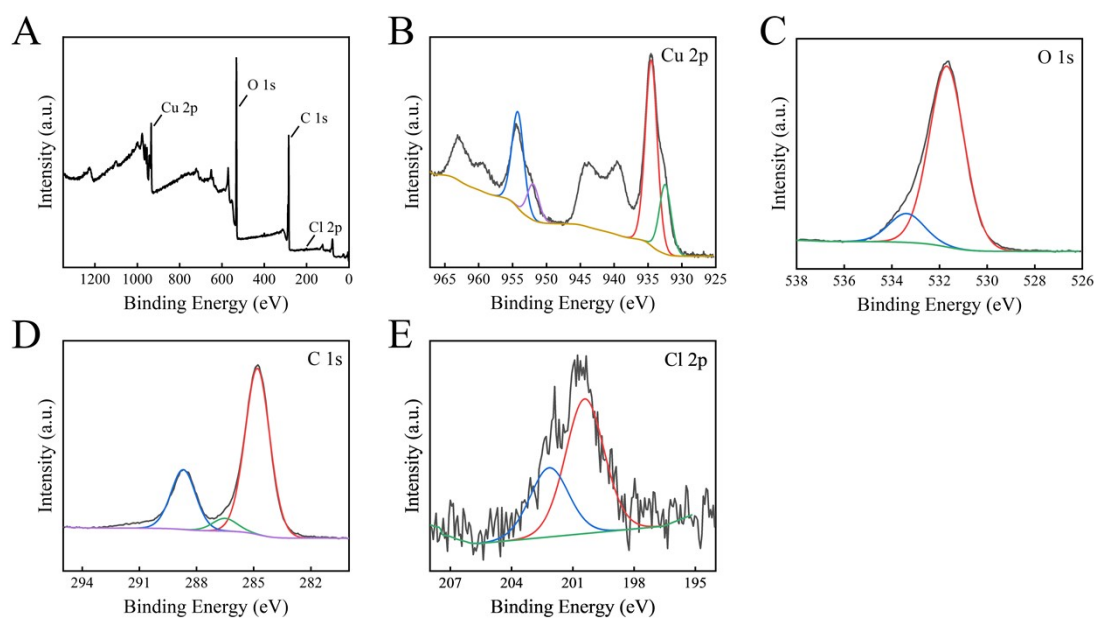 A
Intensity (a.u.)
Cu 2p
O 1s
C 1s
Cl 2p
1200 1000 800 600 400 200 0
Binding Energy (eV)
B
Intensity (a.u.)
Cu 2p
965 960 955 950 945 940 935 930 925
Binding Energy (eV)
C
Intensity (a.u.)
O 1s
538 536 534 532 530 528 526
Binding Energy (eV)
D
Intensity (a.u.)
C 1s
294 291 288 285 282
Binding Energy (eV)
E
Intensity (a.u.)
Cl 2p
207 204 201 198 195
Binding Energy (eV)